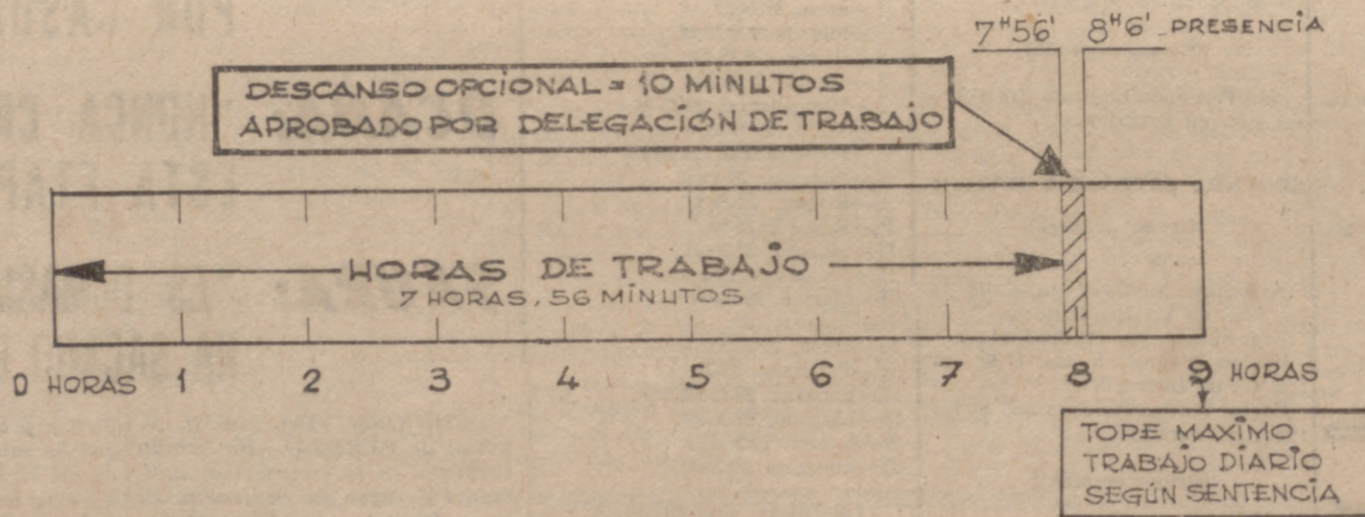 7ᴴ56' 8ᴴ6' PRESENCIA
DESCANSO OPCIONAL = 10 MINUTOS
APROBADO POR DELEGACIÓN DE TRABAJO
HORAS DE TRABAJO
7 HORAS, 56 MINUTOS
0 HORAS 1 2 3 4 5 6 7 8 9 HORAS
TOPE MAXIMO
TRABAJO DIARIO
SEGÚN SENTENCIA